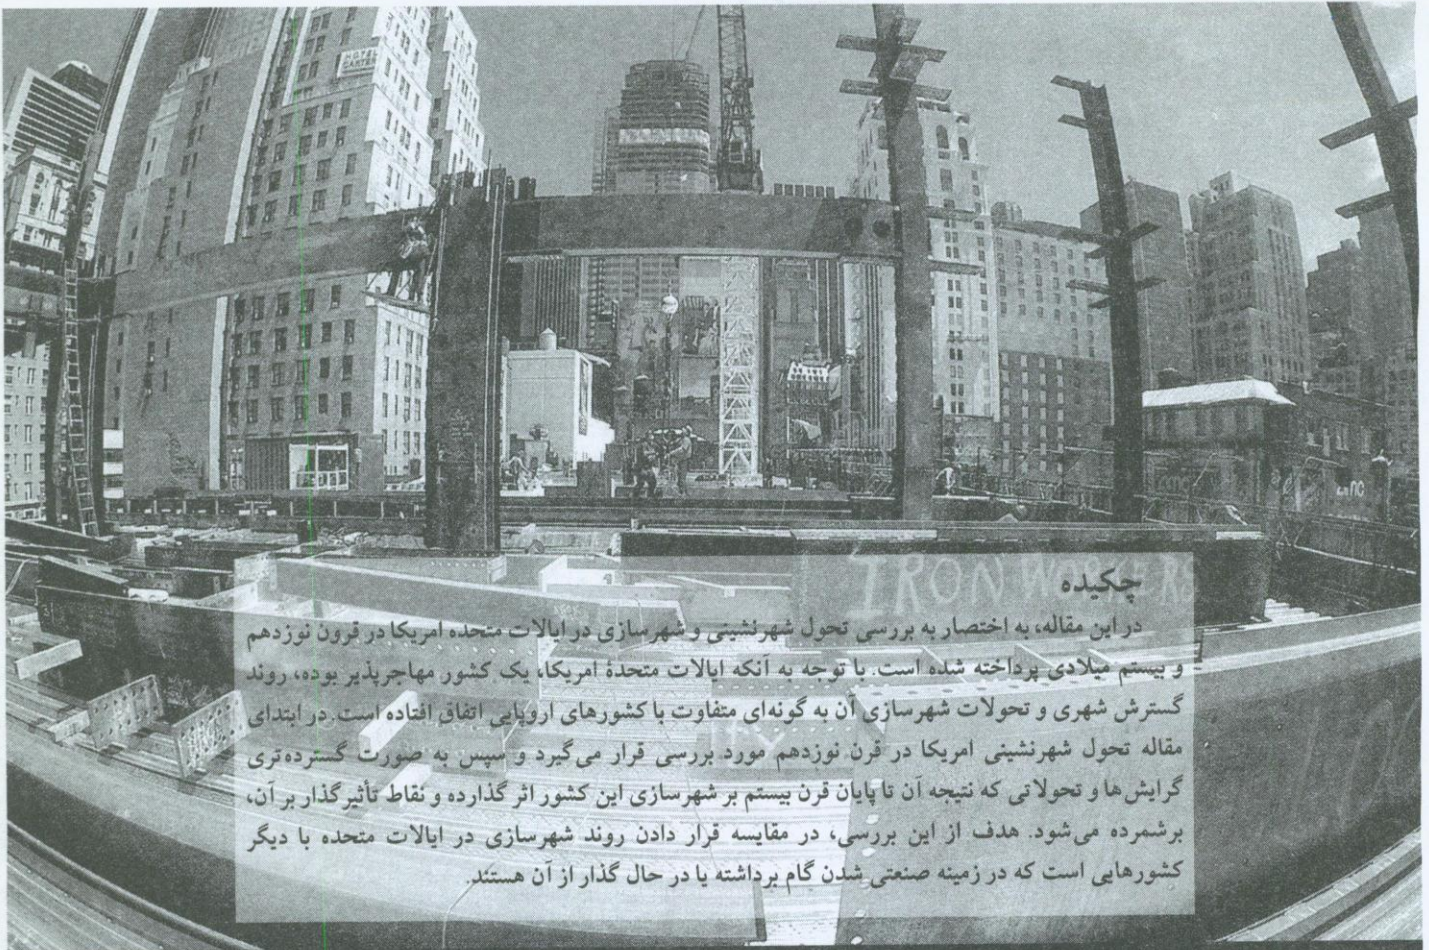 HOTEL
CARTER
IRON WORKERS
چکیده
در این مقاله، به اختصار به بررسی تحول شهرنشینی و شهرسازی در ایالات متحده امریکا در قرون نوزدهم
و بیستم میلادی پرداخته شده است. با توجه به آنکه ایالات متحدهٔ امریکا، یک کشور مهاجرپذیر بوده، روند
گسترش شهری و تحولات شهرسازی آن به گونه‌ای متفاوت با کشورهای اروپایی اتفاق افتاده است. در ابتدای
مقاله تحول شهرنشینی امریکا در قرن نوزدهم مورد بررسی قرار می‌گیرد و سپس به صورت گسترده‌تری
گرایش‌ها و تحولاتی که نتیجه آن تا پایان قرن بیستم بر شهرسازی این کشور اثر گذارده و نقاط تأثیرگذار بر آن،
برشمرده می‌شود. هدف از این بررسی، در مقایسه قرار دادن روند شهرسازی در ایالات متحده با دیگر
کشورهایی است که در زمینه صنعتی شدن گام برداشته یا در حال گذار از آن هستند.